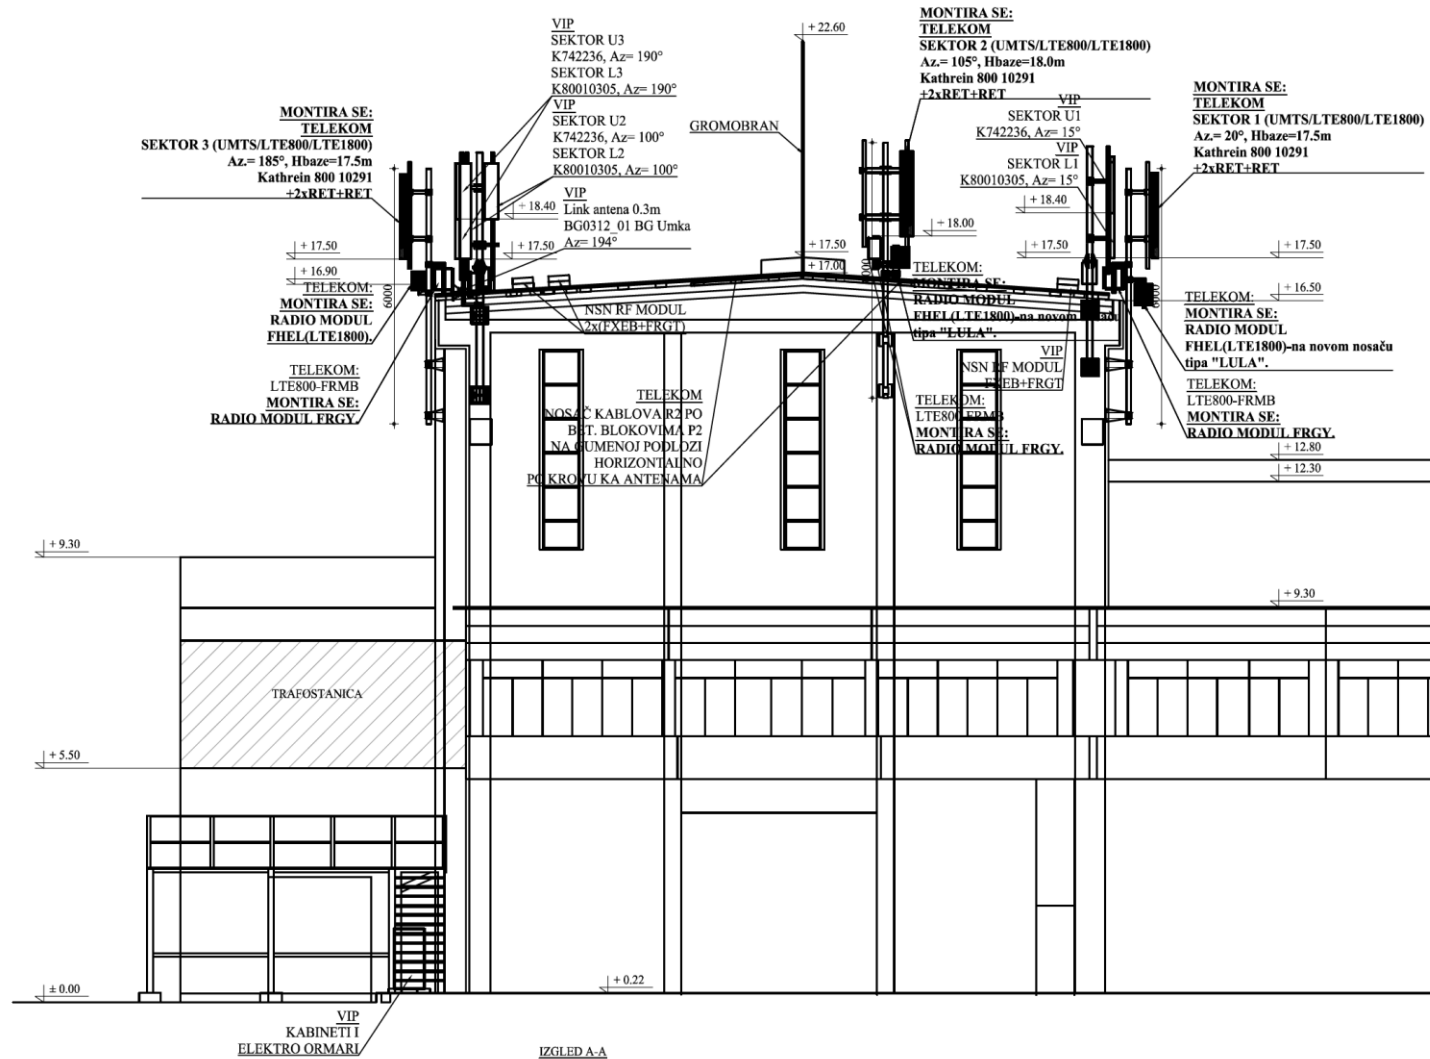 VIP
SEKTOR U3
K742236, Az= 190°
SEKTOR L3
K80010305, Az= 190°
VIP
SEKTOR U2
K742236, Az= 100°
SEKTOR L2
K80010305, Az= 100°
VIP
Link antena 0.3m
BG0312_01 BG Umka
Az= 194°
MONTIRA SE:
TELEKOM
SEKTOR 3 (UMTS/LTE800/LTE1800)
Az.= 185°, Hbaze=17.5m
Kathrein 800 10291
+2xRET+RET
GROMOBRAN
+ 22.60
MONTIRA SE:
TELEKOM
SEKTOR 2 (UMTS/LTE800/LTE1800)
Az.= 105°, Hbaze=18.0m
Kathrein 800 10291
+2xRET+RET
VIP
SEKTOR U1
K742236, Az= 15°
VIP
SEKTOR L1
K80010305, Az= 15°
MONTIRA SE:
TELEKOM
SEKTOR 1 (UMTS/LTE800/LTE1800)
Az.= 20°, Hbaze=17.5m
Kathrein 800 10291
+2xRET+RET
+ 18.40
+ 18.40
+ 18.00
+ 17.50
+ 17.50
+ 17.50
+ 17.50
+ 17.50
+ 17.00
+ 16.90
+ 16.50
6000
6000
TELEKOM:
MONTIRA SE:
RADIO MODUL
FHEL(LTE1800).
TELEKOM:
LTE800-FRMB
MONTIRA SE:
RADIO MODUL FRGY.
NSN RF MODUL
2x(FXEB+FRGT)
TELEKOM
NOSAČ KABLOVA R2 PO
BET. BLOKOVIMA P2
NA GUMENOJ PODLOZI
HORIZONTALNO
PO KROVU KA ANTENAMA
TELEKOM:
MONTIRA SE:
RADIO MODUL
FHEL(LTE1800)-na novom
tipa "LULA".
VIP
NSN RF MODUL
FXEB+FRGT
TELEKOM:
LTE800-FRMB
MONTIRA SE:
RADIO MODUL FRGY.
TELEKOM:
MONTIRA SE:
RADIO MODUL
FHEL(LTE1800)-na novom nosaču
tipa "LULA".
TELEKOM:
LTE800-FRMB
MONTIRA SE:
RADIO MODUL FRGY.
+ 12.80
+ 12.30
+ 9.30
+ 9.30
TRAFOSTANICA
+ 5.50
± 0.00
+ 0.22
VIP
KABINETI I
ELEKTRO ORMARI
IZGLED A-A